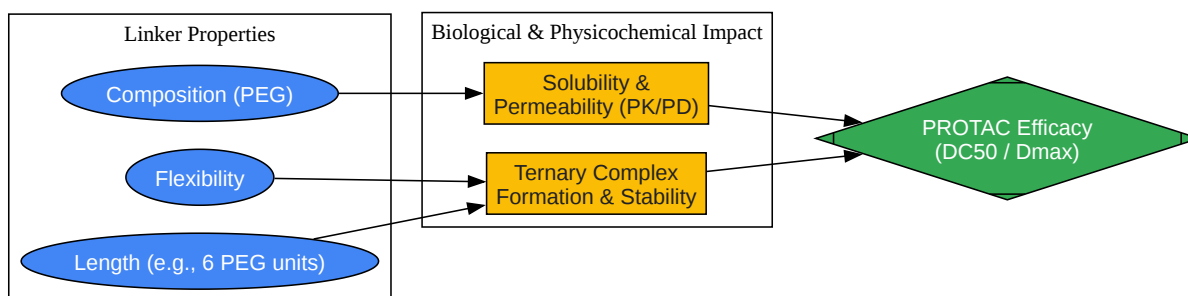 Linker Properties
Composition (PEG)
Flexibility
Length (e.g., 6 PEG units)
Biological & Physicochemical Impact
Solubility &
Permeability (PK/PD)
Ternary Complex
Formation & Stability
PROTAC Efficacy
(DC50 / Dmax)